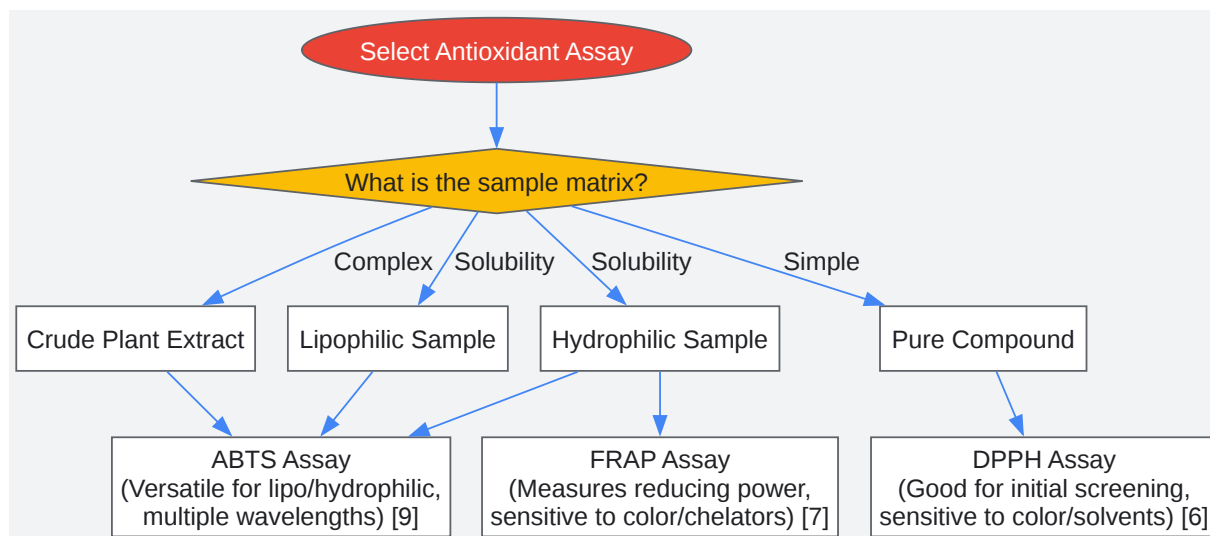 Select Antioxidant Assay
What is the sample matrix?
Complex
Solubility
Solubility
Simple
Crude Plant Extract
Lipophilic Sample
Hydrophilic Sample
Pure Compound
ABTS Assay
(Versatile for lipo/hydrophilic,
multiple wavelengths) [9]
FRAP Assay
(Measures reducing power,
sensitive to color/chelators) [7]
DPPH Assay
(Good for initial screening,
sensitive to color/solvents) [6]